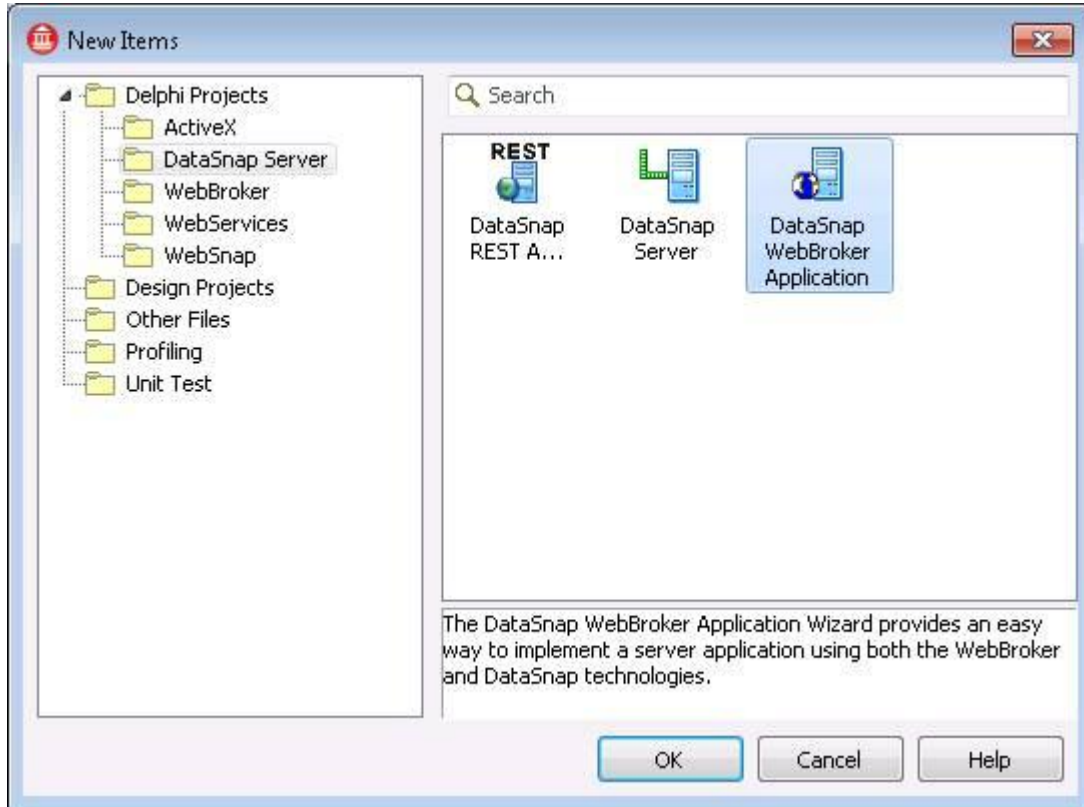 New Items
Delphi Projects
ActiveX
DataSnap Server
WebBroker
WebServices
WebSnap
Design Projects
Other Files
Profiling
Unit Test
Search
REST
DataSnap
REST A...
DataSnap
Server
DataSnap
WebBroker
Application
The DataSnap WebBroker Application Wizard provides an easy
way to implement a server application using both the WebBroker
and DataSnap technologies.
OK
Cancel
Help